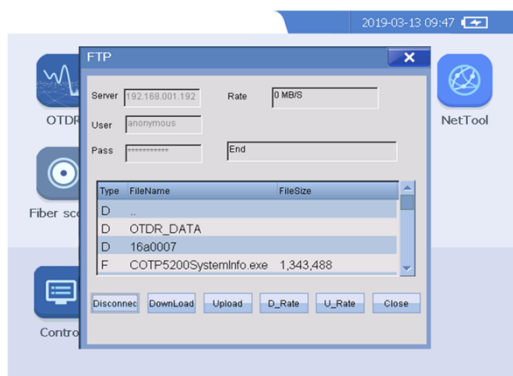 2019-03-13 09:47
FTP
X
Server 192.168.001.192 Rate 0 MB/S
User anonymous
Pass *********** End
Type FileName FileSize
D ..
D OTDR_DATA
D 16a0007
F COTP5200SystemInfo.exe 1,343,488
Disconnec DownLoad Upload D_Rate U_Rate Close
OTDR
NetTool
Fiber sco
Contro